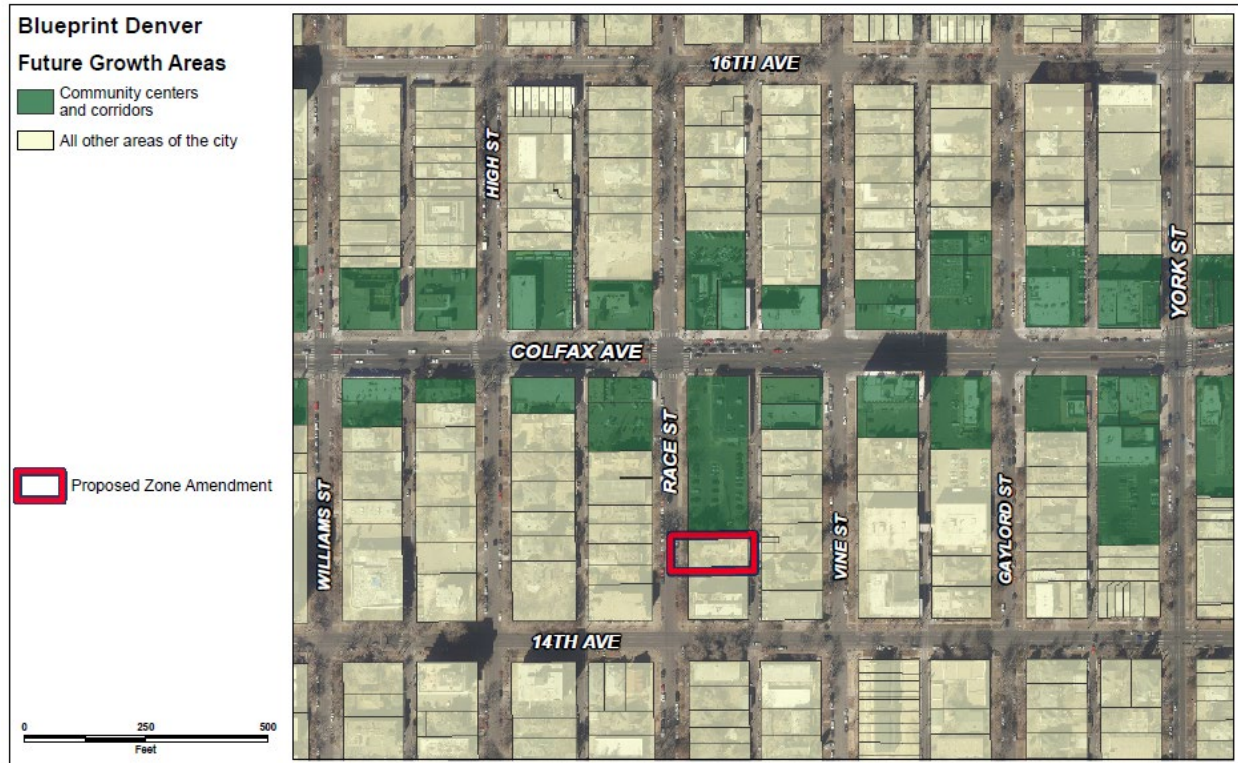 Blueprint Denver
Future Growth Areas
Community centers
and corridors
All other areas of the city
Proposed Zone Amendment
0 250 500
Feet
16TH AVE
HIGH ST
YORK ST
COLFAX AVE
RACE ST
WILLIAMS ST
VINE ST
GAYLORD ST
14TH AVE